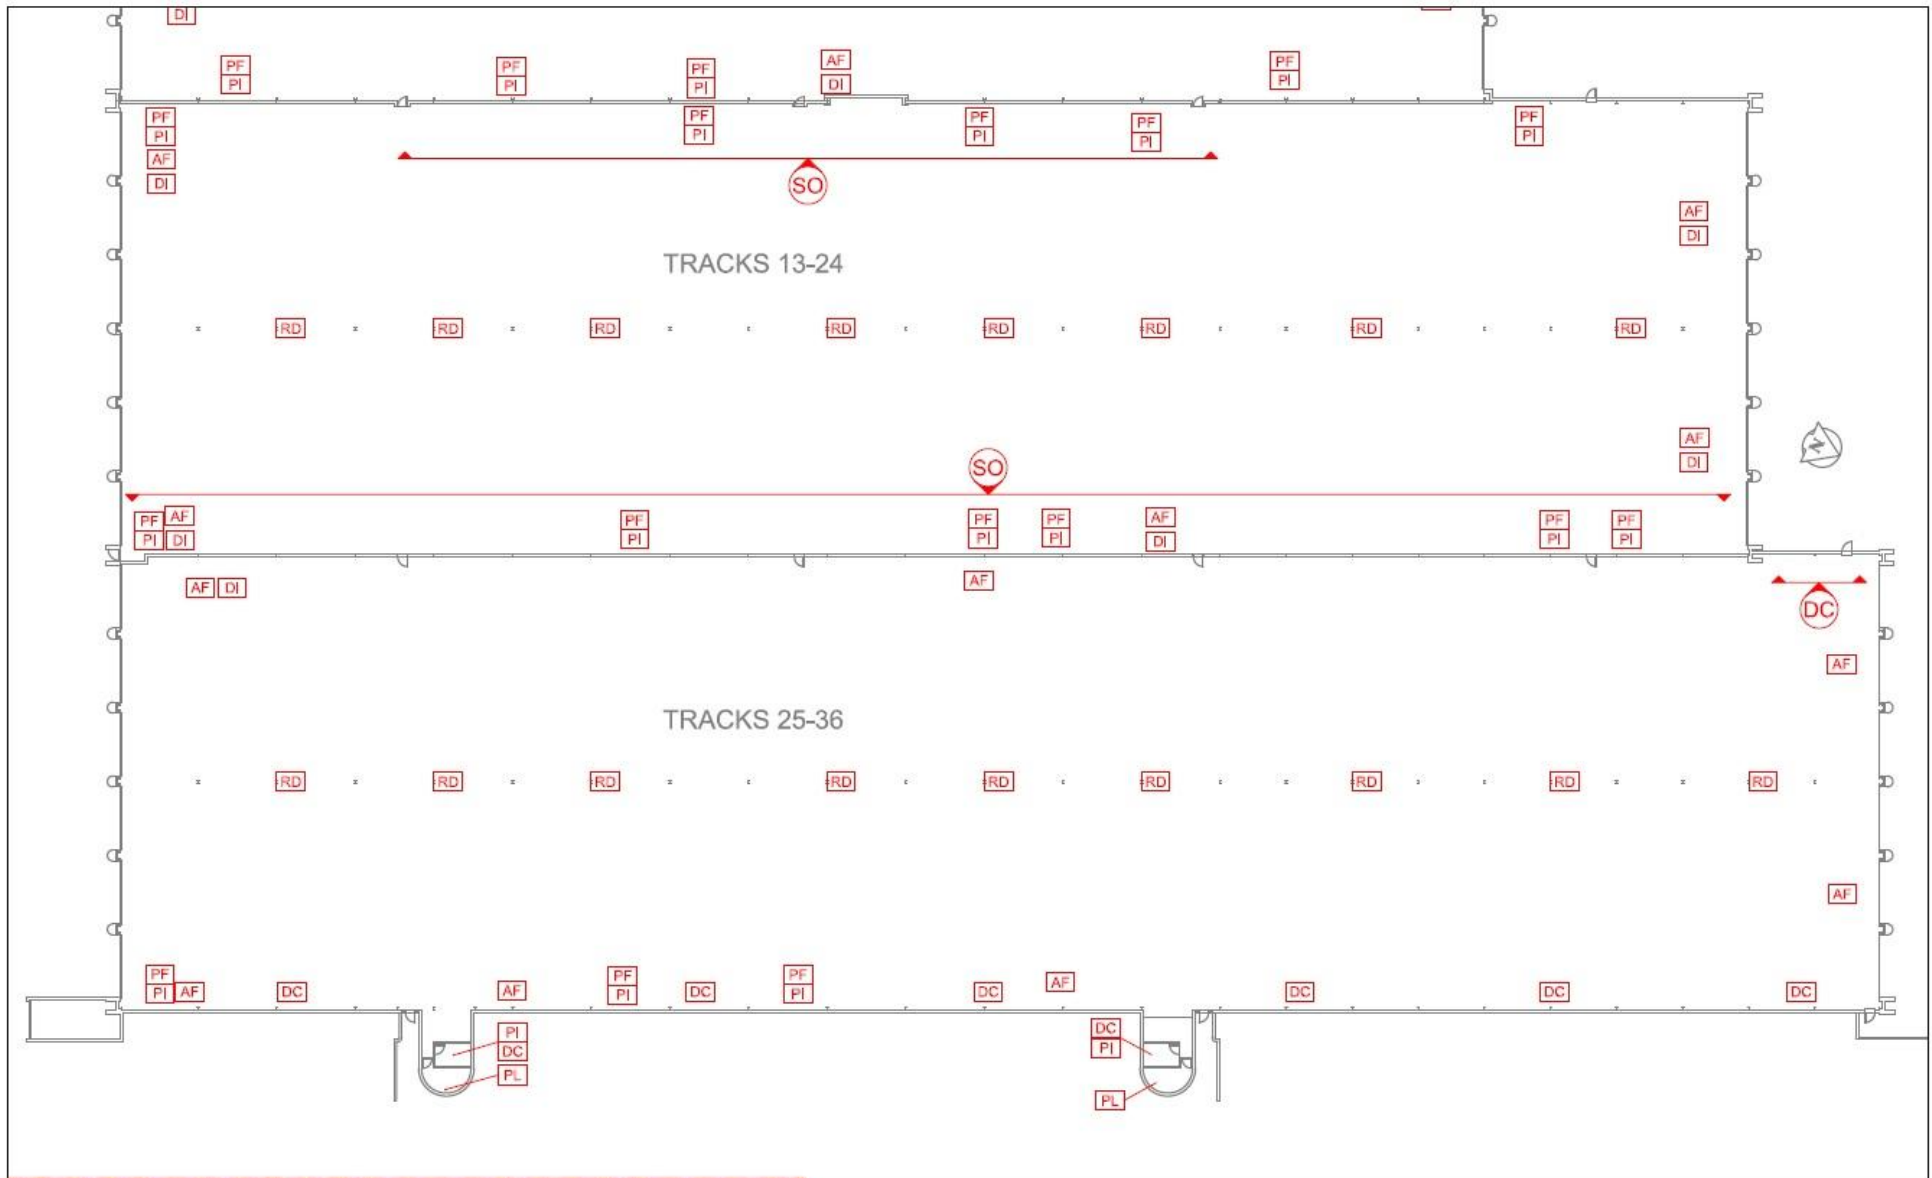 DI
PF PF PF AF PF
PI PI PI DI PI
PF PF PF PF PF
PI PI PI PI PI
AF
DI SO
AF
DI
TRACKS 13-24
RD RD RD RD RD RD RD RD
N
AF
DI
SO
PF AF PF PF PF AF PF PF
PI DI PI PI PI DI PI PI
AF DI AF
DC
AF
TRACKS 25-36
RD RD RD RD RD RD RD RD RD
AF
PF PF PF AF
PI AF DC AF PI DC PI DC DC DC DC
PI DC
DC PI
PL
PL